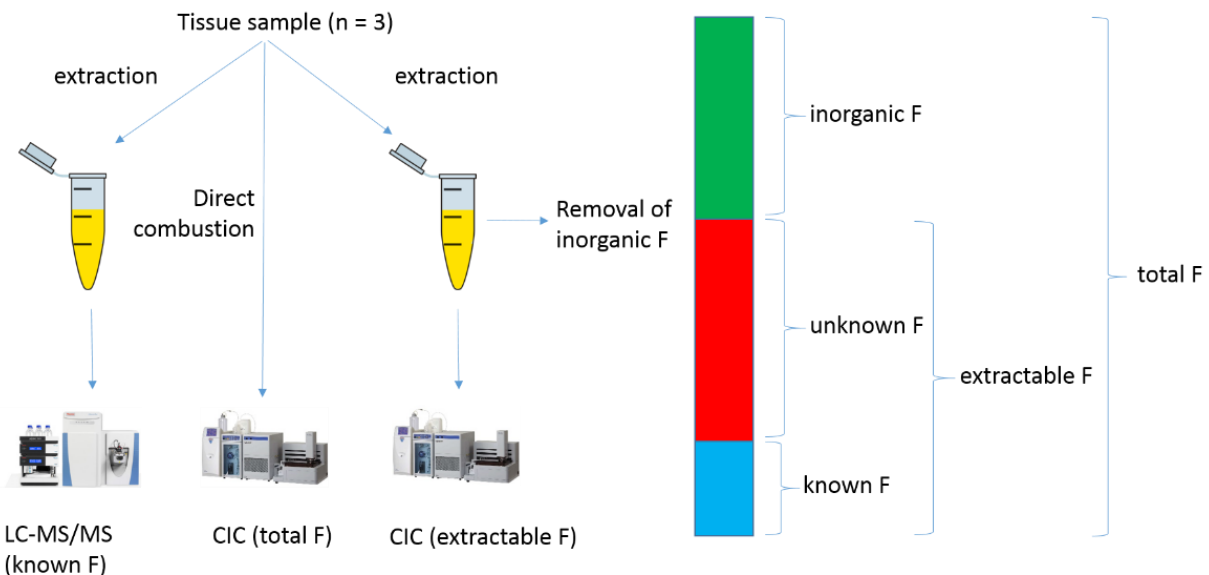 Tissue sample (n = 3)
extraction
extraction
Direct
combustion
Removal of
inorganic F
LC-MS/MS
(known F)
CIC (total F)
CIC (extractable F)
inorganic F
unknown F
known F
extractable F
total F